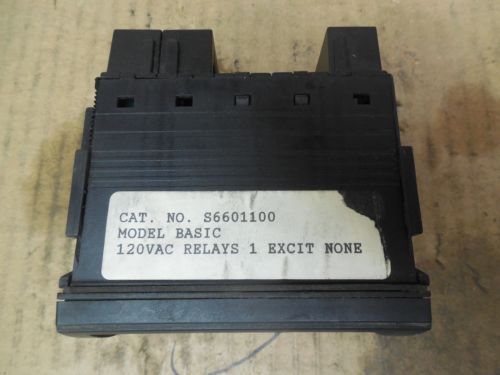 CAT. NO. S6601100
MODEL BASIC
120VAC RELAYS 1 EXCIT NONE